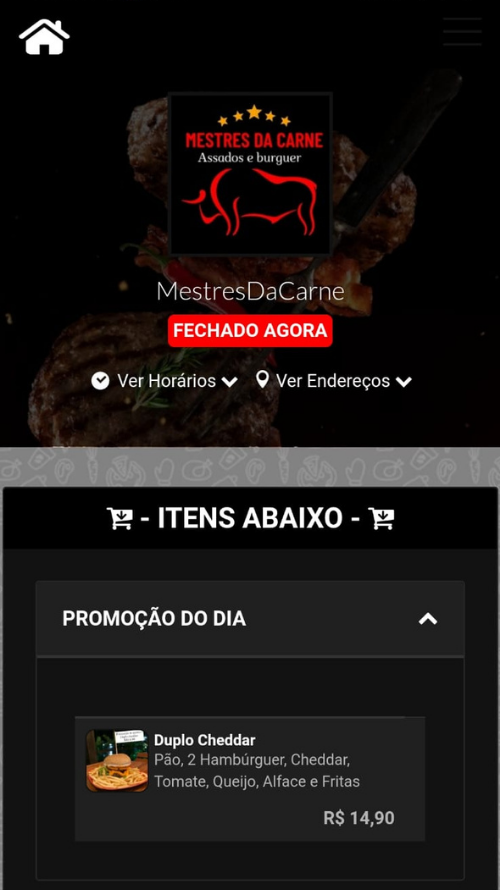 MESTRES DA CARNE
Assados e burguer
MestresDaCarne
FECHADO AGORA
Ver Horários
Ver Endereços
- ITENS ABAIXO -
PROMOÇÃO DO DIA
Duplo Cheddar
Pão, 2 Hambúrguer, Cheddar,
Tomate, Queijo, Alface e Fritas
R$ 14,90